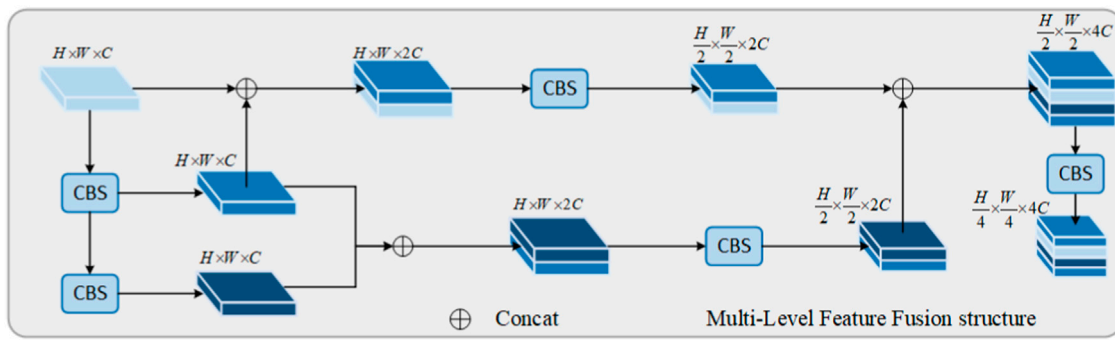 H×W×C
H×W×2C
H/2×W/2×2C
H/2×W/2×4C
CBS
CBS
H×W×C
CBS
CBS
H×W×2C
H/2×W/2×2C
H/4×W/4×4C
H×W×C
CBS
CBS
⊕ Concat
Multi-Level Feature Fusion structure